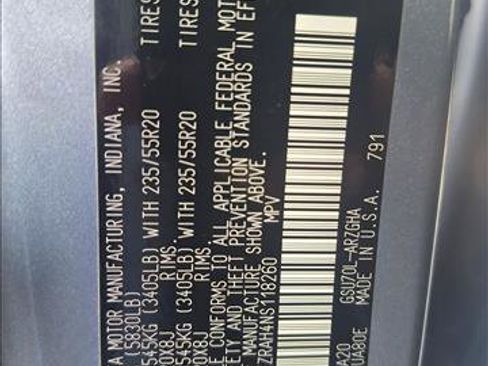 A MOTOR MANUFACTURING, INDIANA, INC.
(5830LB) TIRES
545KG (3405LB) WITH 235/55R20
0X8J RIMS, TIRES
545KG (3405LB) WITH 235/55R20
0X8J RIMS,
E CONFORMS TO ALL APPLICABLE FEDERAL MOT
ETY AND THEFT PREVENTION STANDARDS IN EF
MANUFACTURE SHOWN ABOVE.
ZRAH4NS118260 MPV
791
A20 GSU70L-ARZGHA
UA80E MADE IN U.S.A.